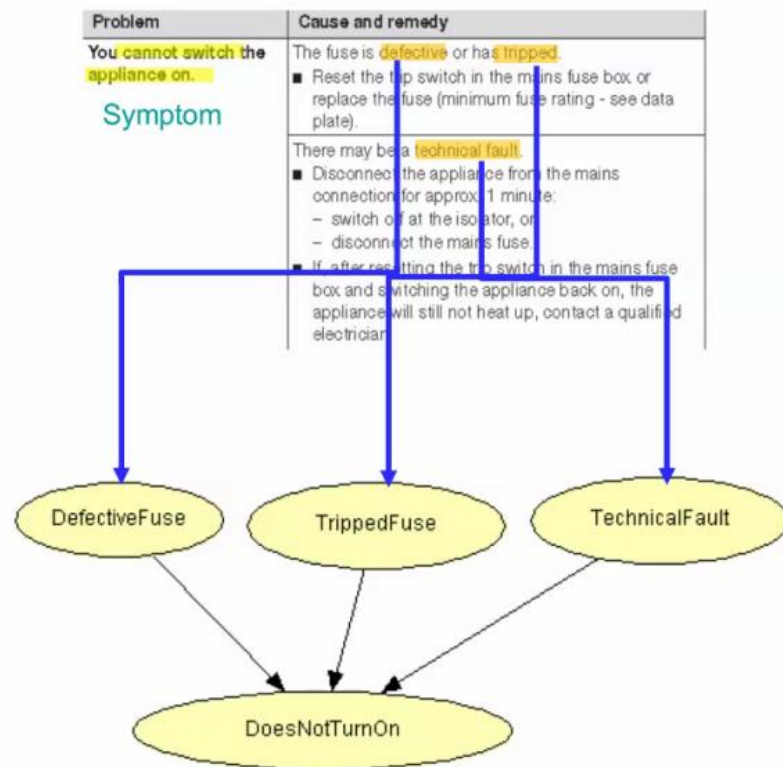 Problem
Cause and remedy
You cannot switch the
appliance on.
Symptom
The fuse is defective or has tripped.
■ Reset the trip switch in the mains fuse box or
replace the fuse (minimum fuse rating - see data
plate).
There may be a technical fault.
■ Disconnect the appliance from the mains
connection for approx. 1 minute:
– switch off at the isolator, or
– disconnect the mains fuse.
■ If, after resetting the trip switch in the mains fuse
box and switching the appliance back on, the
appliance will still not heat up, contact a qualified
electrician
DefectiveFuse
TrippedFuse
TechnicalFault
DoesNotTurnOn